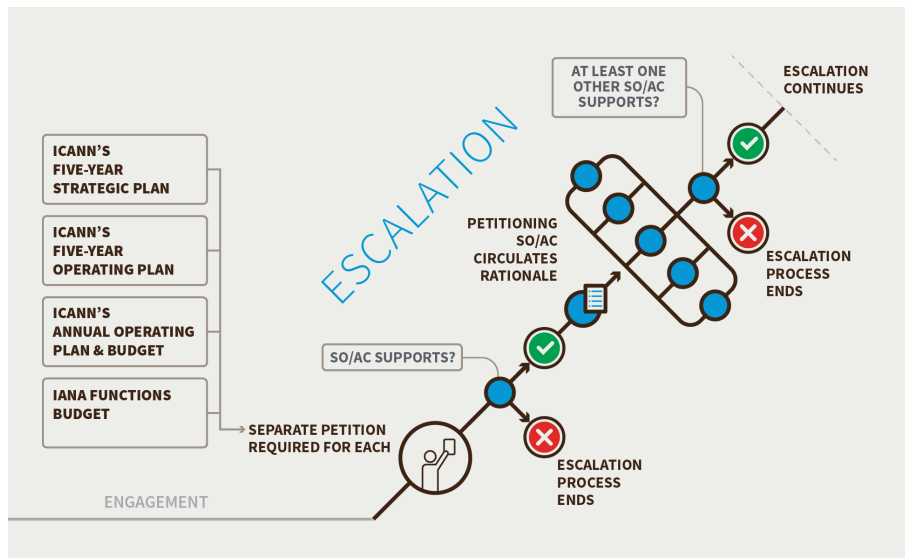 AT LEAST ONE
OTHER SO/AC
SUPPORTS?
ESCALATION
CONTINUES
ICANN'S
FIVE-YEAR
STRATEGIC PLAN
ICANN'S
FIVE-YEAR
OPERATING PLAN
ICANN'S
ANNUAL OPERATING
PLAN & BUDGET
IANA FUNCTIONS
BUDGET
ESCALATION
PETITIONING
SO/AC
CIRCULATES
RATIONALE
ESCALATION
PROCESS
ENDS
SO/AC SUPPORTS?
SEPARATE PETITION
REQUIRED FOR EACH
ESCALATION
PROCESS
ENDS
ENGAGEMENT